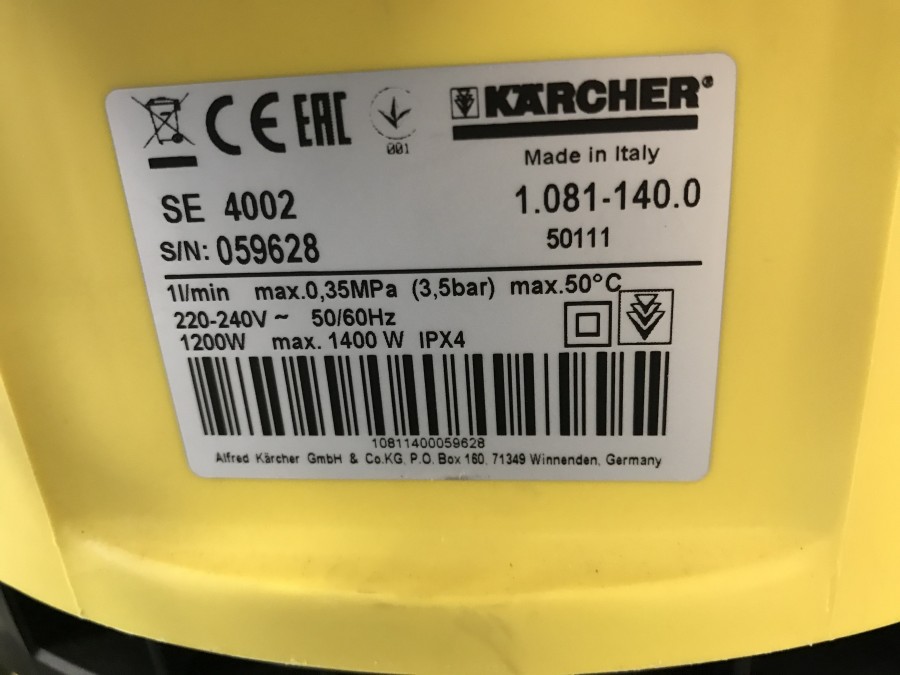 CE EAC
001
KÄRCHER®
Made in Italy
SE 4002 1.081-140.0
S/N: 059628 50111
1l/min max.0,35MPa (3,5bar) max.50°C
220-240V ~ 50/60Hz
1200W max. 1400 W IPX4
10811400059628
Alfred Kärcher GmbH & Co.KG. P.O. Box 160, 71349 Winnenden, Germany